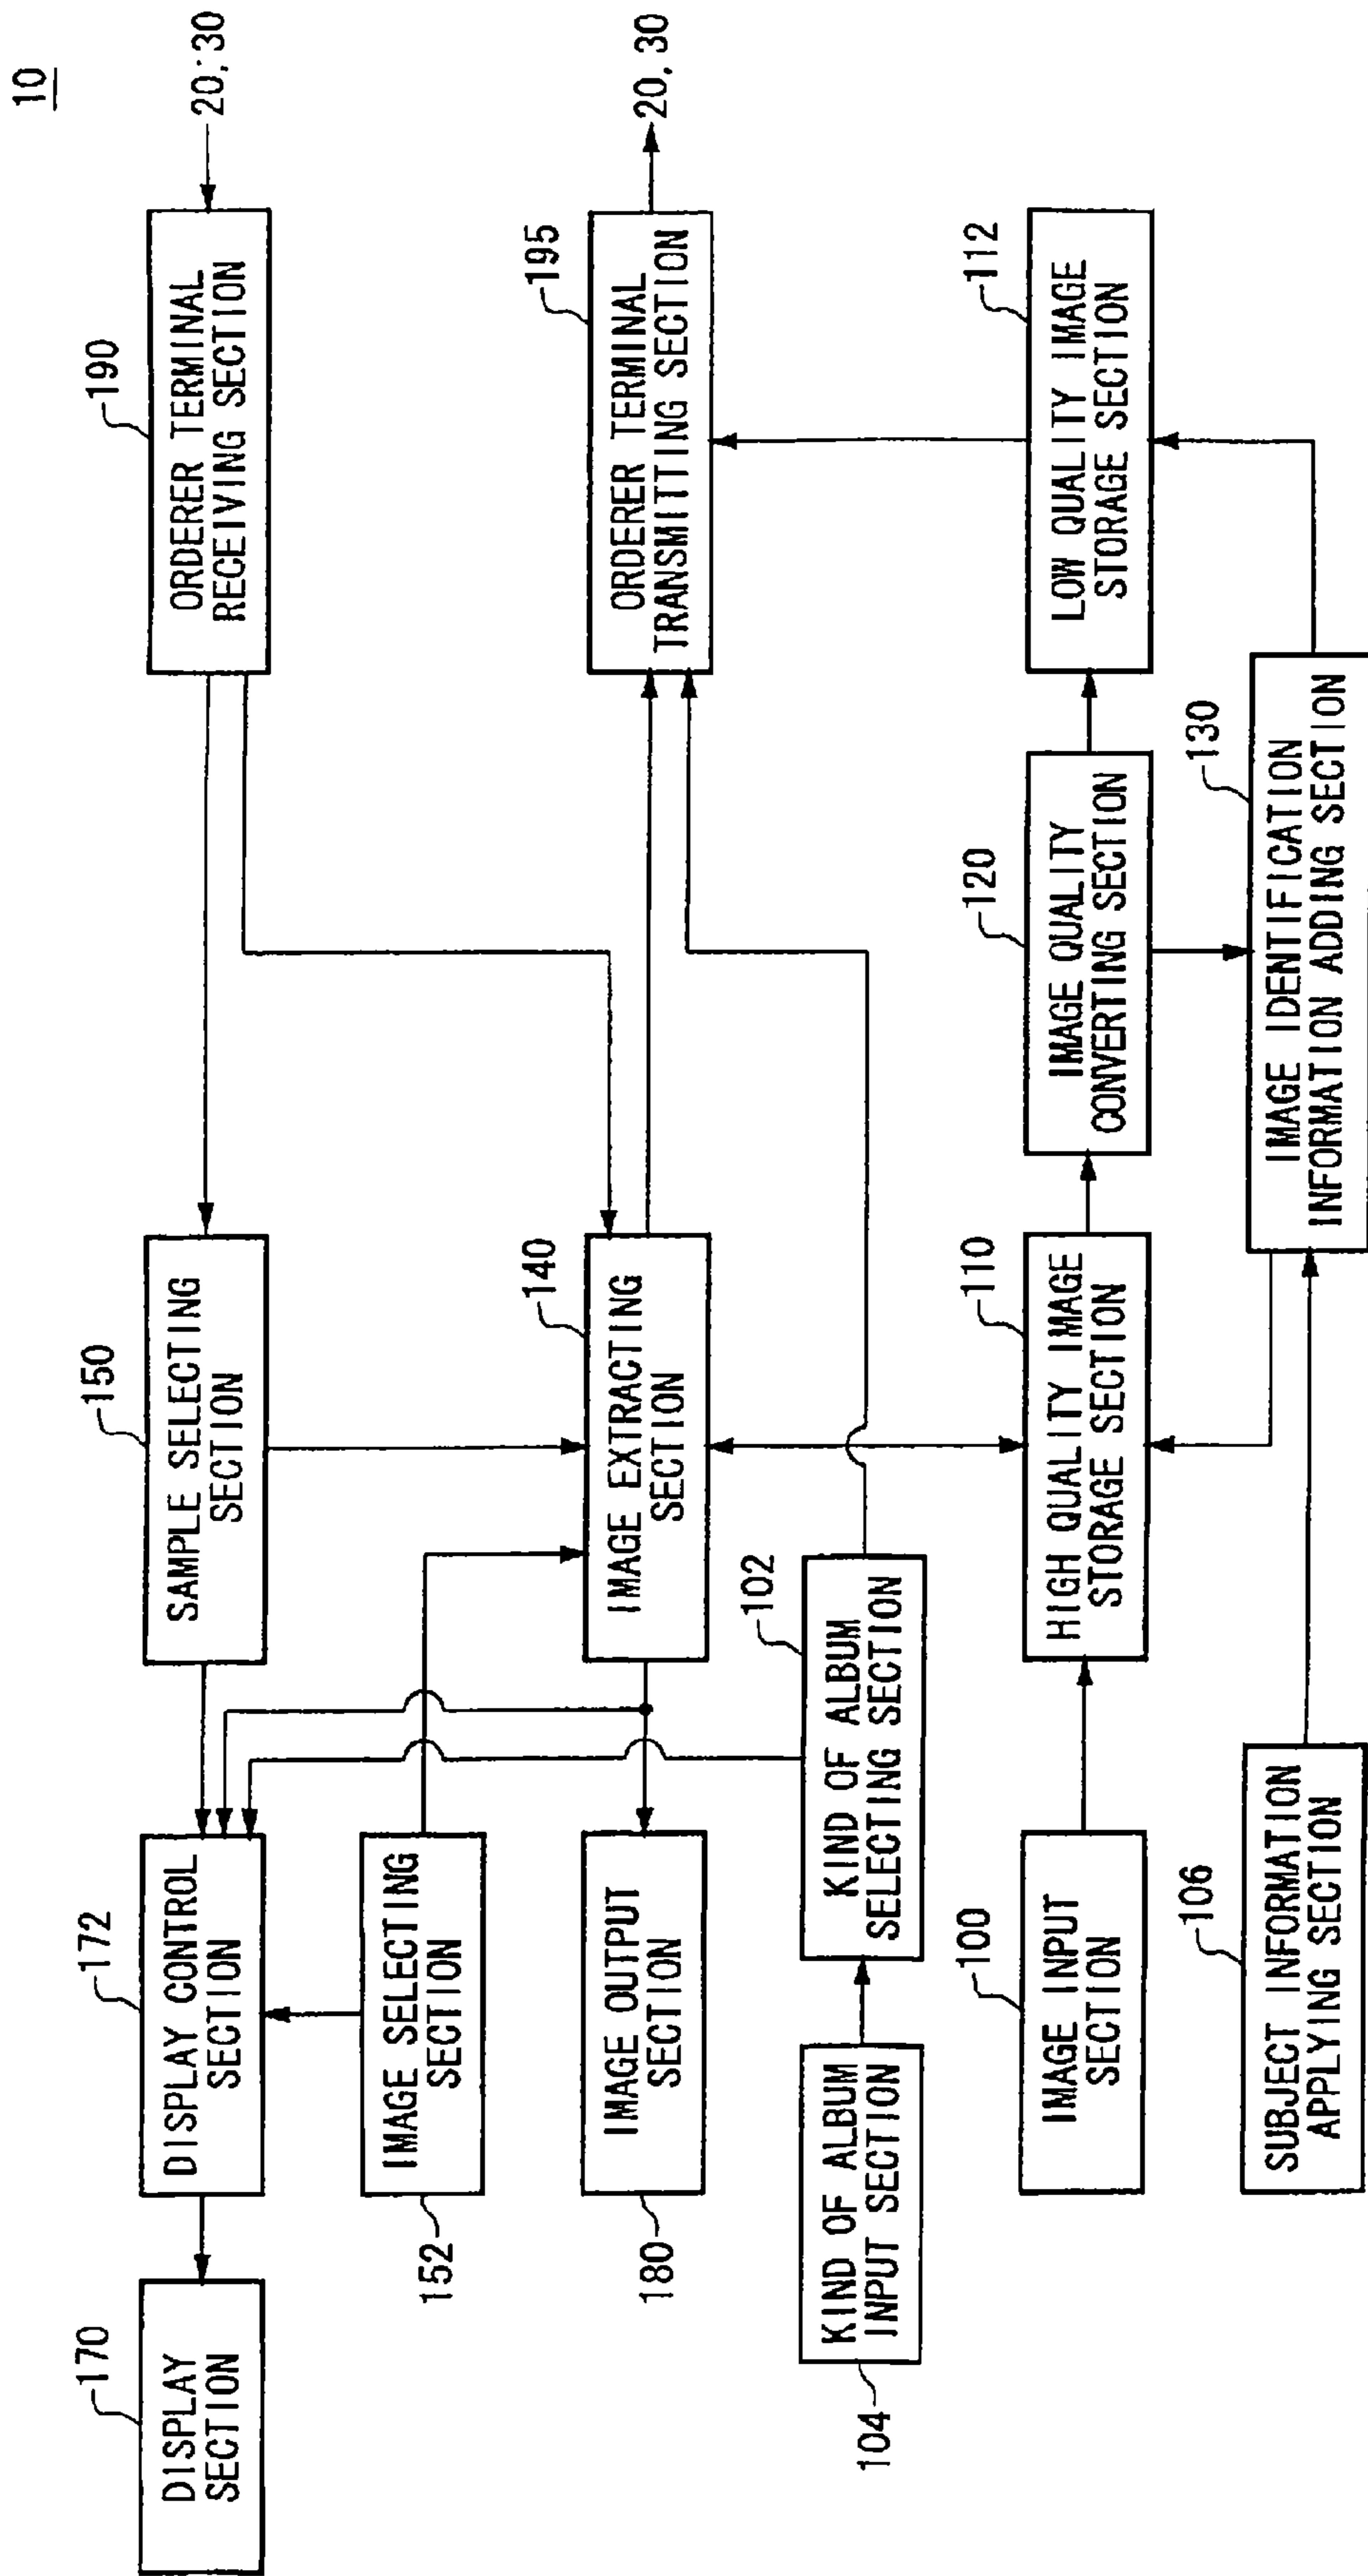 10
20;30
190
ORDERER TERMINAL
RECEIVING SECTION
150
SAMPLE SELECTING
SECTION
172
DISPLAY CONTROL
SECTION
170
DISPLAY
SECTION
152
IMAGE SELECTING
SECTION
20, 30
195
ORDERER TERMINAL
TRANSMITTING SECTION
140
IMAGE EXTRACTING
SECTION
180
IMAGE OUTPUT
SECTION
102
KIND OF ALBUM
SELECTING SECTION
104
KIND OF ALBUM
INPUT SECTION
112
LOW QUALITY IMAGE
STORAGE SECTION
120
IMAGE QUALITY
CONVERTING SECTION
110
HIGH QUALITY IMAGE
STORAGE SECTION
100
IMAGE INPUT
SECTION
130
IMAGE IDENTIFICATION
INFORMATION ADDING SECTION
106
SUBJECT INFORMATION
APPLYING SECTION